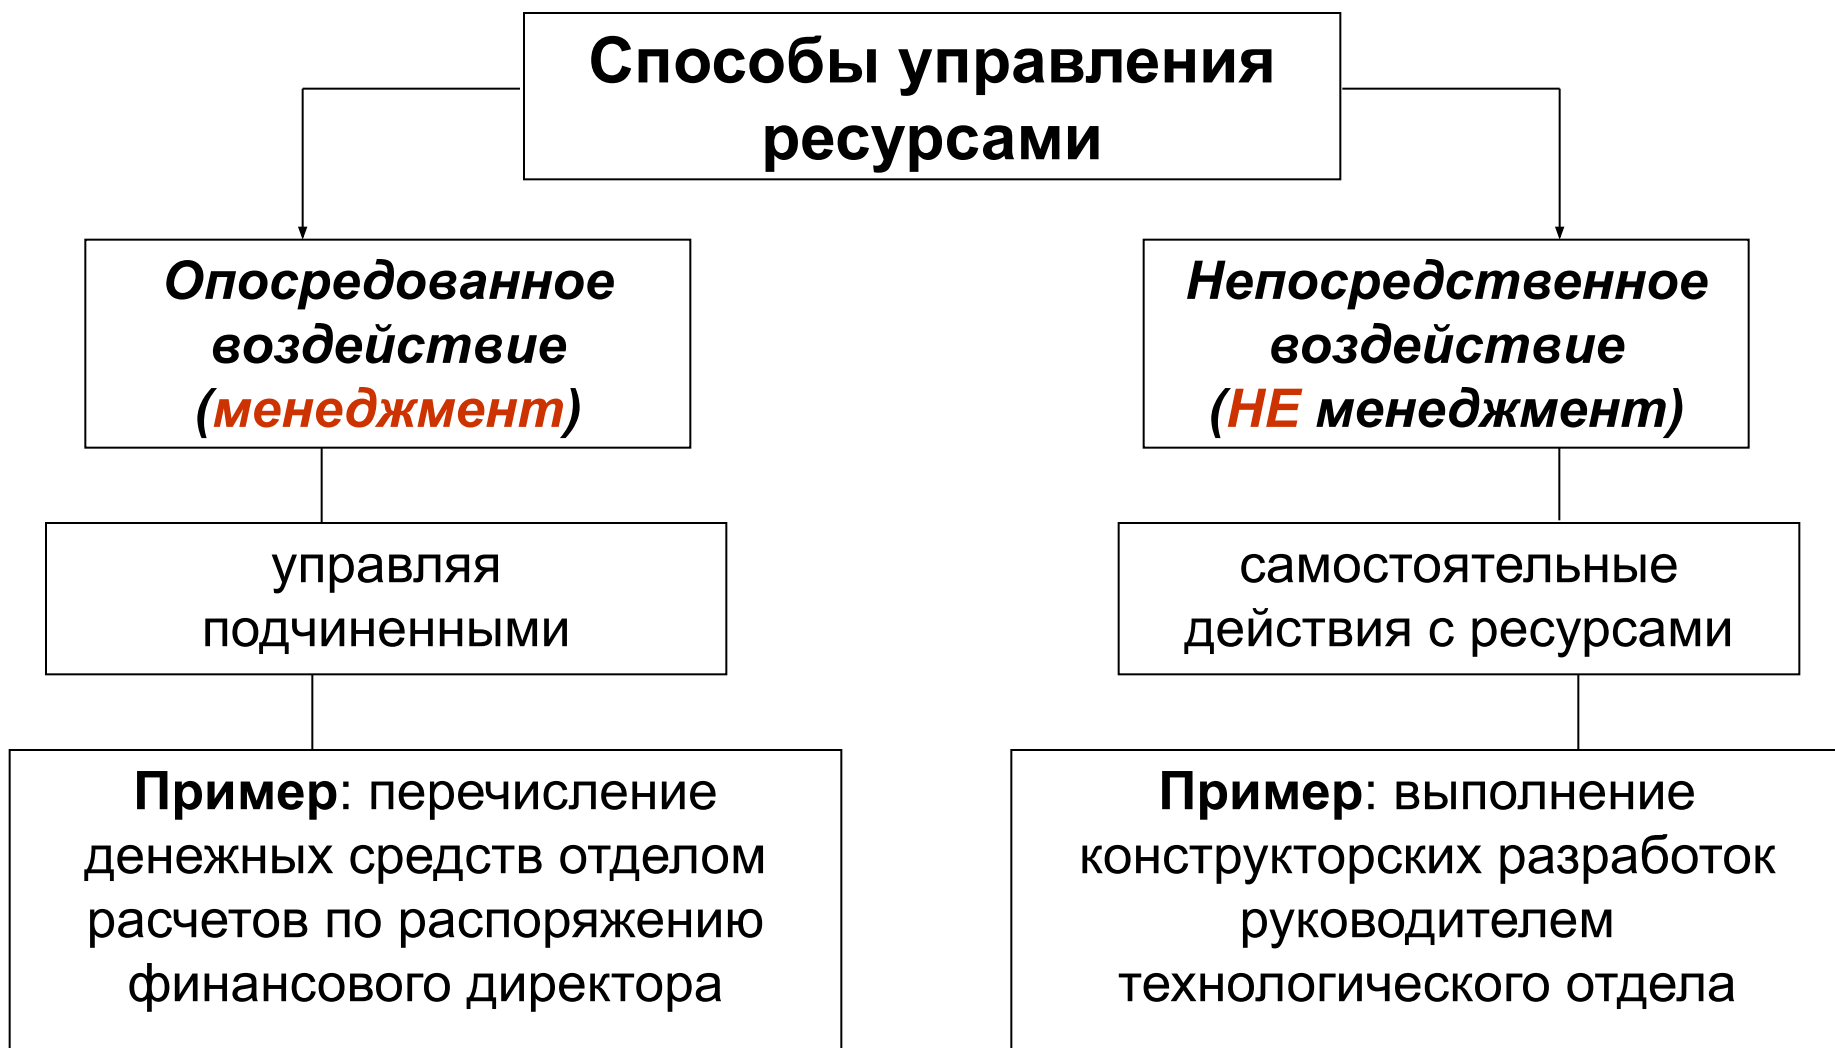 Способы управления
ресурсами
Опосредованное
воздействие
(менеджмент)
управляя
подчиненными
Пример: перечисление
денежных средств отделом
расчетов по распоряжению
финансового директора
Непосредственное
воздействие
(НЕ менеджмент)
самостоятельные
действия с ресурсами
Пример: выполнение
конструкторских разработок
руководителем
технологического отдела